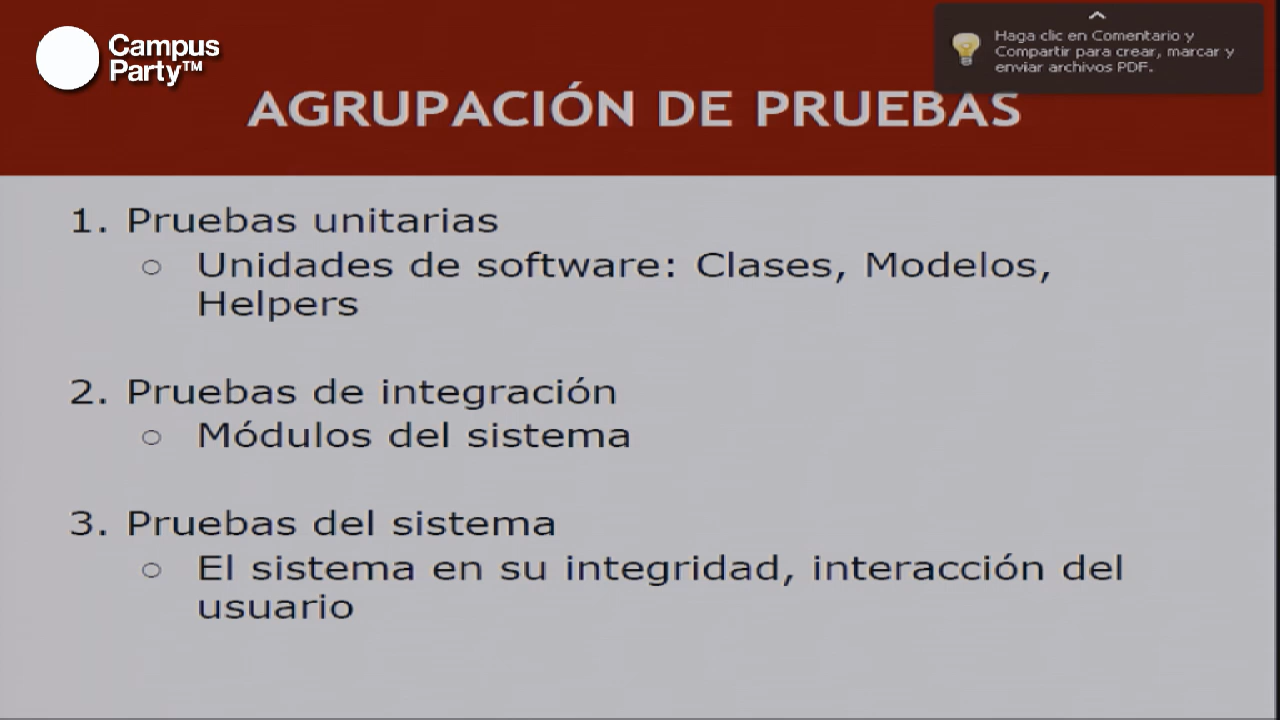 Campus
Party™
Haga clic en Comentario y
Compartir para crear, marcar y
enviar archivos PDF.
AGRUPACIÓN DE PRUEBAS
1. Pruebas unitarias
○ Unidades de software: Clases, Modelos,
Helpers
2. Pruebas de integración
○ Módulos del sistema
3. Pruebas del sistema
○ El sistema en su integridad, interacción del
usuario